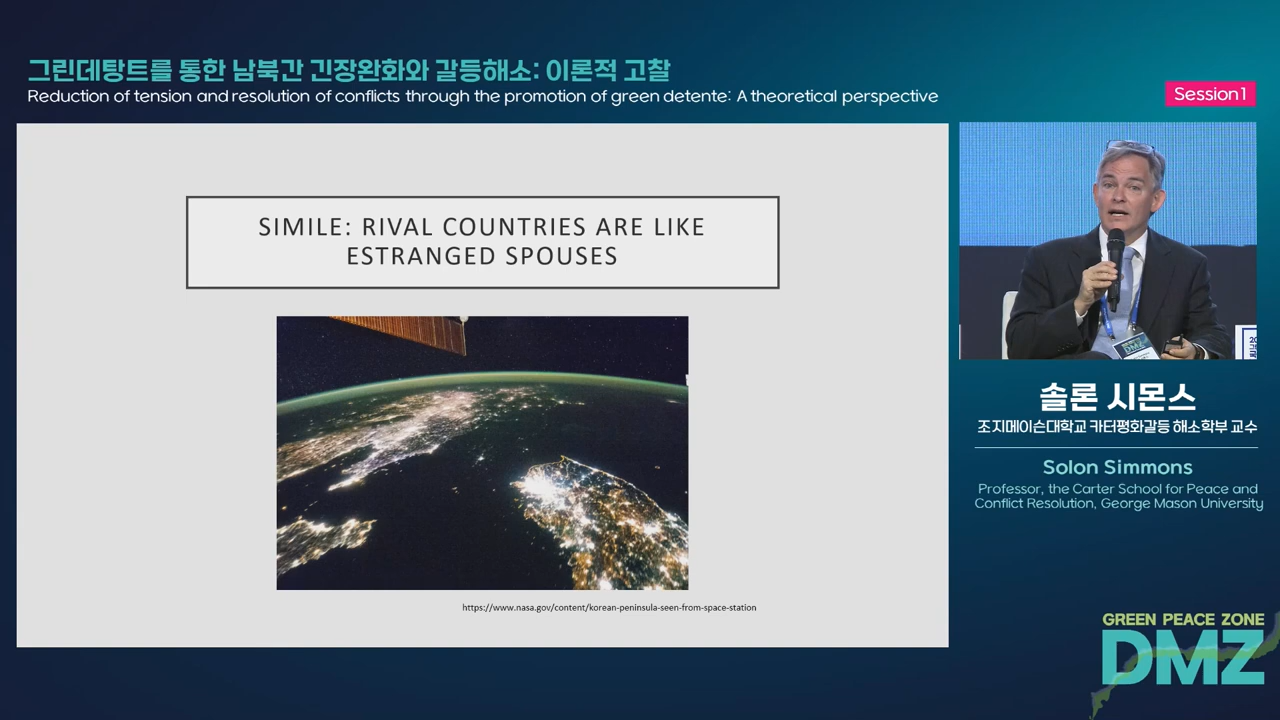 그린데탕트를 통한 남북간 긴장완화와 갈등해소: 이론적 고찰
Reduction of tension and resolution of conflicts through the promotion of green detente: A theoretical perspective
Session1
SIMILE: RIVAL COUNTRIES ARE LIKE
ESTRANGED SPOUSES
https://www.nasa.gov/content/korean-peninsula-seen-from-space-station
DMZ
솔론 시몬스
조지메이슨대학교 카터평화갈등 해소학부 교수
Solon Simmons
Professor, the Carter School for Peace and
Conflict Resolution, George Mason University
GREEN PEACE ZONE
DMZ